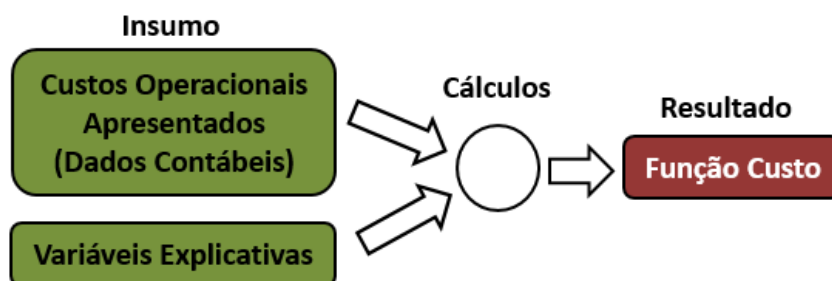 Insumo
Custos Operacionais
Apresentados
(Dados Contábeis)
Variáveis Explicativas
Cálculos
Resultado
Função Custo